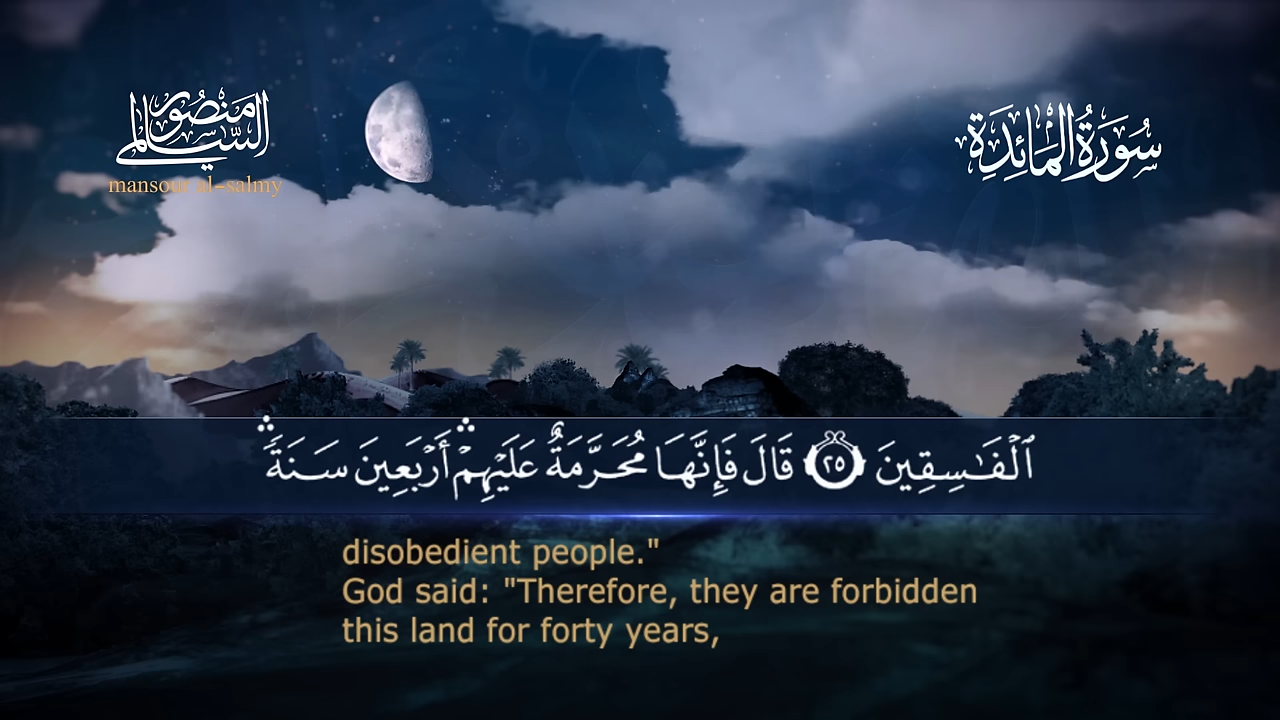 منصور
السالمي
mansour al-salmy
سُورَةُ المَائِدَةِ
ٱلْفَـٰسِقِينَ ٢٥ قَالَ فَإِنَّهَا مُحَرَّمَةٌ عَلَيْهِمْ ۛ أَرْبَعِينَ سَنَةً ۛ
disobedient people."
God said: "Therefore, they are forbidden
this land for forty years,